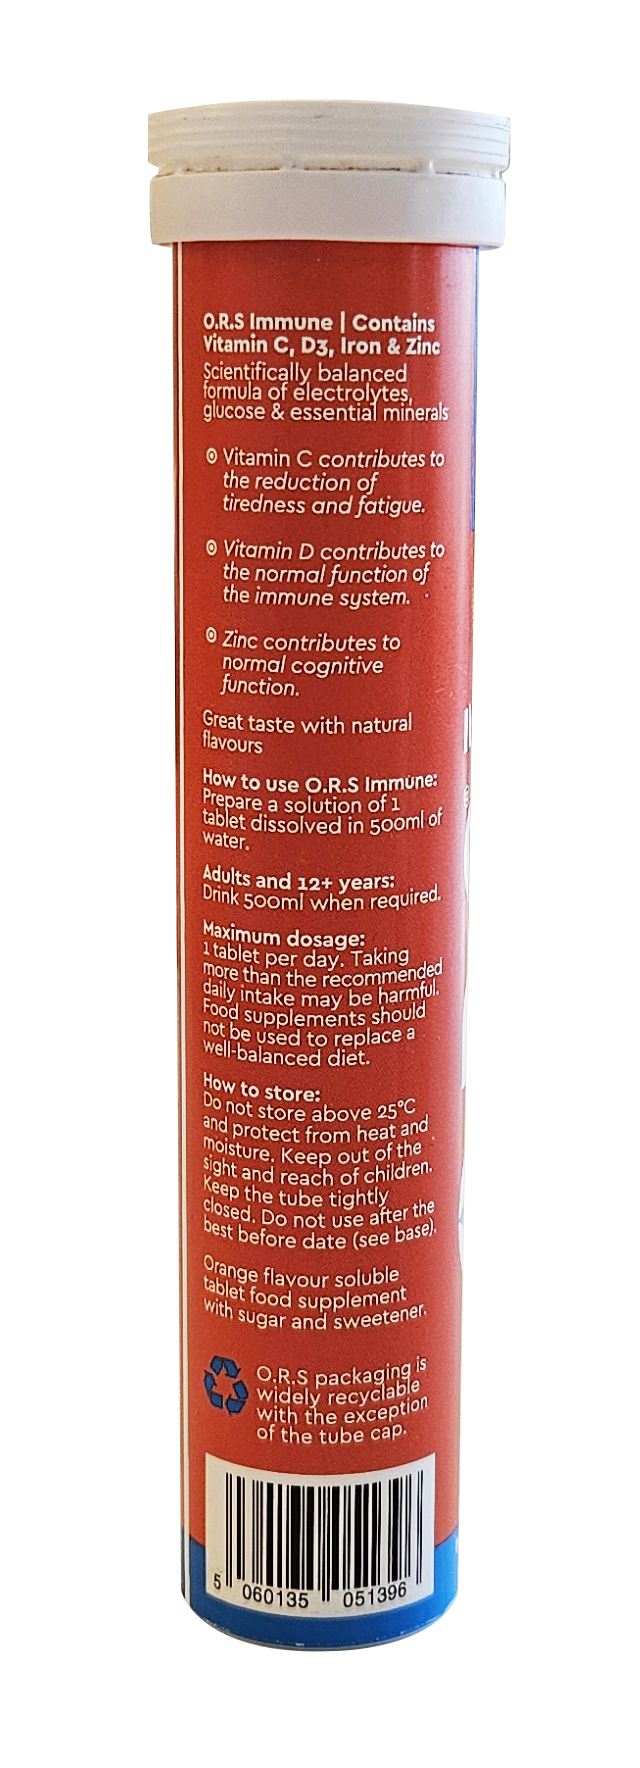 O.R.S Immune | Contains
Vitamin C, D3, Iron & Zinc
Scientifically balanced
formula of electrolytes,
glucose & essential minerals
Vitamin C contributes to
the reduction of
tiredness and fatigue.
Vitamin D contributes to
the normal function of
the immune system.
Zinc contributes to
normal cognitive
function.
Great taste with natural
flavours
How to use O.R.S Immune:
Prepare a solution of 1
tablet dissolved in 500ml of
water.
Adults and 12+ years:
Drink 500ml when required.
Maximum dosage:
1 tablet per day. Taking
more than the recommended
daily intake may be harmful.
Food supplements should
not be used to replace a
well-balanced diet.
How to store:
Do not store above 25°C
and protect from heat and
moisture. Keep out of the
sight and reach of children.
Keep the tube tightly
closed. Do not use after the
best before date (see base).
Orange flavour soluble
tablet food supplement
with sugar and sweetener.
O.R.S packaging is
widely recyclable
with the exception
of the tube cap.
5 060135 051396